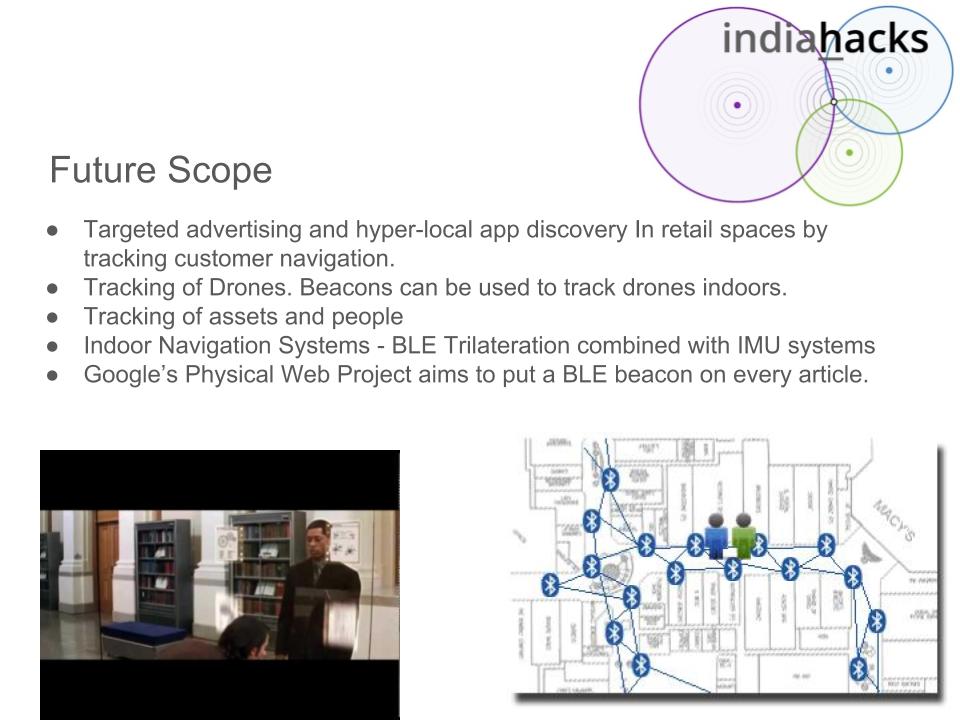 indiahacks
Future Scope
● Targeted advertising and hyper-local app discovery In retail spaces by
tracking customer navigation.
● Tracking of Drones. Beacons can be used to track drones indoors.
● Tracking of assets and people
● Indoor Navigation Systems - BLE Trilateration combined with IMU systems
● Google’s Physical Web Project aims to put a BLE beacon on every article.
MACY'S